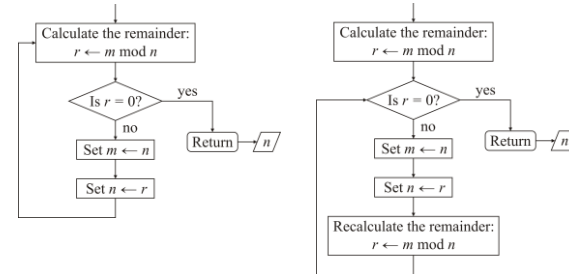 Calculate the remainder:
r ← m mod n
Is r = 0?
yes
no
Return
n
Set m ← n
Set n ← r
Calculate the remainder:
r ← m mod n
Is r = 0?
yes
no
Return
n
Set m ← n
Set n ← r
Recalculate the remainder:
r ← m mod n